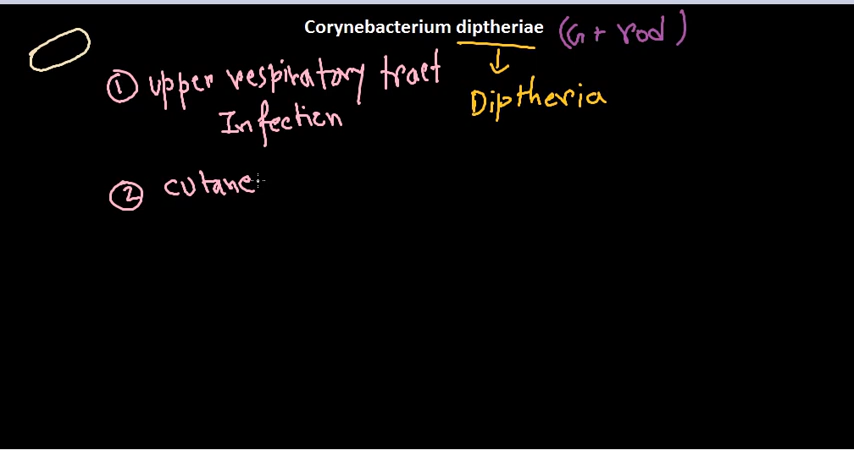 Corynebacterium diptheriae (G+ rod)
① Upper respiratory tract
Infection
Diptheria
② cutane